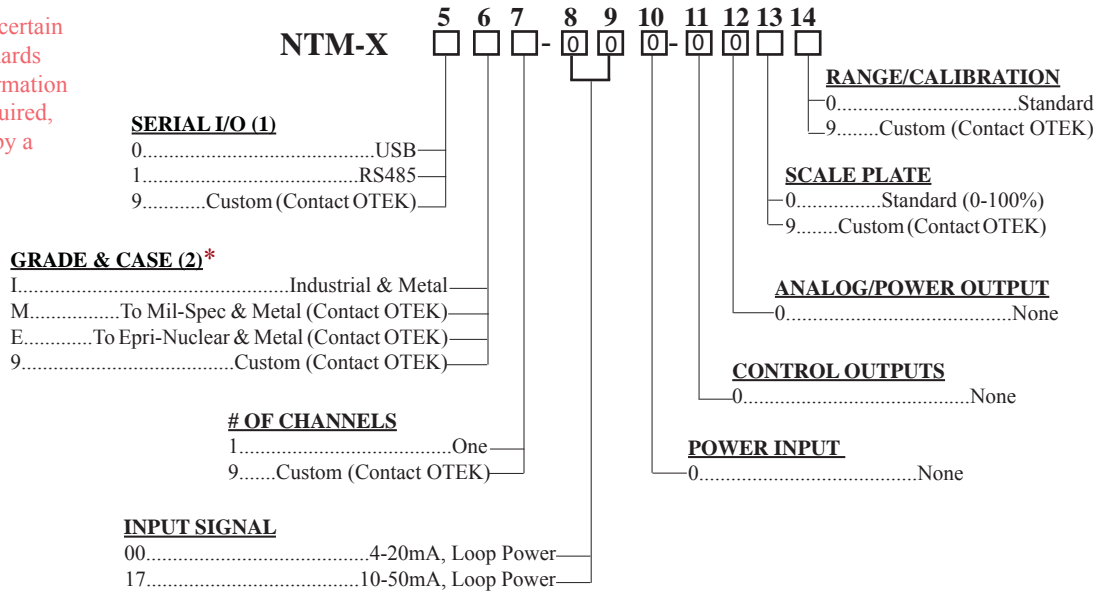 certain
ards
rmation
uired,
by a
5 6 7 8 9 10 11 12 13 14
NTM-X - 0 0 0 - 0 0
SERIAL I/O (1)
0..........................................USB
1.......................................RS485
9............Custom (Contact OTEK)
GRADE & CASE (2)*
I.................................................Industrial & Metal
M................To Mil-Spec & Metal (Contact OTEK)
E.............To Epri-Nuclear & Metal (Contact OTEK)
9......................................Custom (Contact OTEK)
# OF CHANNELS
1.......................................One
9.......Custom (Contact OTEK)
INPUT SIGNAL
00.........................................4-20mA, Loop Power
17.......................................10-50mA, Loop Power
RANGE/CALIBRATION
0.................................Standard
9........Custom (Contact OTEK)
SCALE PLATE
0...............Standard (0-100%)
9........Custom (Contact OTEK)
ANALOG/POWER OUTPUT
0..........................................None
CONTROL OUTPUTS
0.........................................None
POWER INPUT
0........................................None